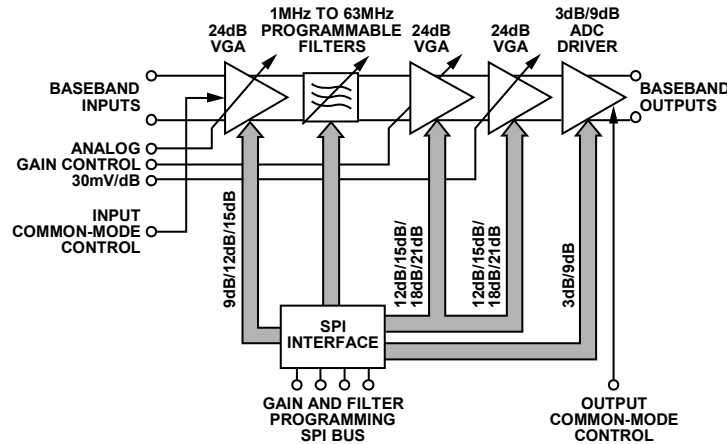 24dB
VGA
1MHz TO 63MHz
PROGRAMMABLE
FILTERS
24dB
VGA
24dB
VGA
3dB/9dB
ADC
DRIVER
BASEBAND
INPUTS
BASEBAND
OUTPUTS
ANALOG
GAIN CONTROL
30mV/dB
INPUT
COMMON-MODE
CONTROL
9dB/12dB/15dB
12dB/15dB/
18dB/21dB
12dB/15dB/
18dB/21dB
3dB/9dB
SPI
INTERFACE
GAIN AND FILTER
PROGRAMMING
SPI BUS
OUTPUT
COMMON-MODE
CONTROL